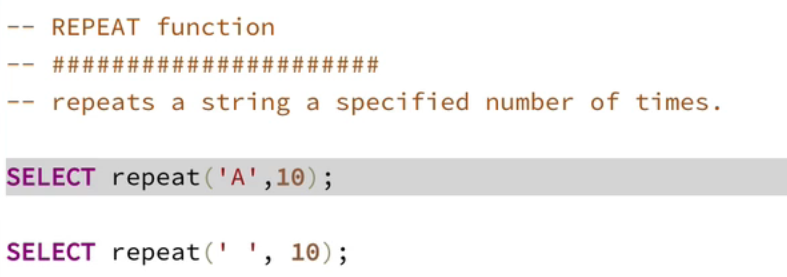 -- REPEAT function
-- ######################
-- repeats a string a specified number of times.
SELECT repeat('A',10);
SELECT repeat(' ', 10);